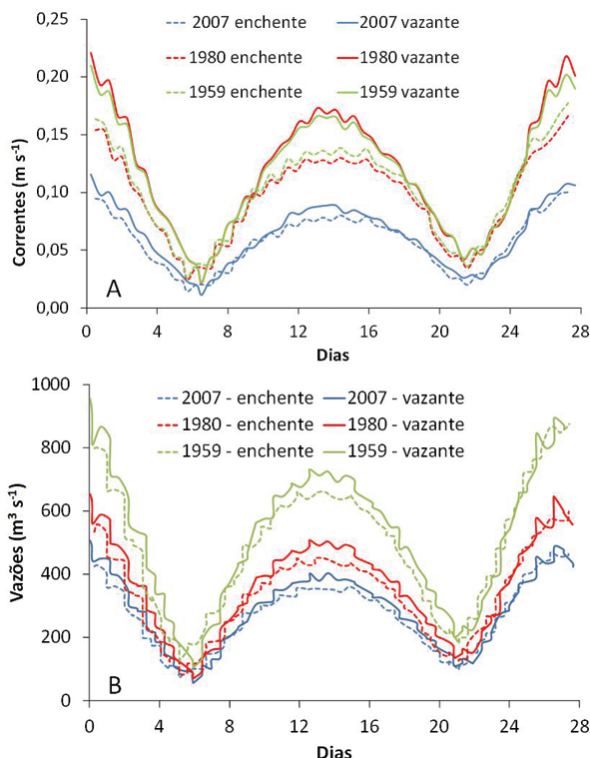 2007 enchente 2007 vazante
1980 enchente 1980 vazante
1959 enchente 1959 vazante
Correntes (m s⁻¹)
0,25
0,20
0,15
0,10
0,05
0,00
A
0 4 8 12 16 20 24 28
Dias
2007 - enchente 2007 - vazante
1980 - enchente 1980 - vazante
1959 - enchente 1959 - vazante
Vazões (m³ s⁻¹)
1000
800
600
400
200
0
B
0 4 8 12 16 20 24 28
Dias